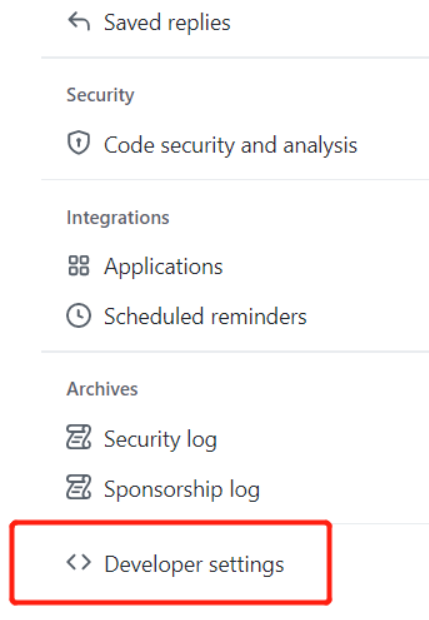 Saved replies
Security
Code security and analysis
Integrations
Applications
Scheduled reminders
Archives
Security log
Sponsorship log
Developer settings